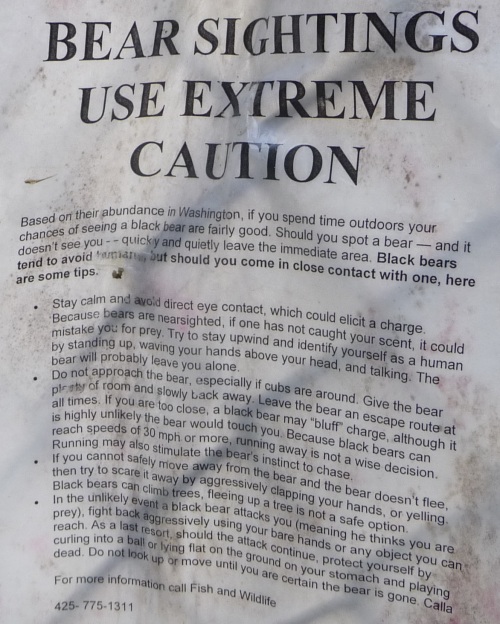 BEAR SIGHTINGS
USE EXTREME
CAUTION
Based on their abundance in Washington, if you spend time outdoors your
chances of seeing a black bear are fairly good. Should you spot a bear — and it
doesn't see you - - quicky and quietly leave the immediate area. Black bears
tend to avoid humans, but should you come in close contact with one, here
are some tips.
• Stay calm and avoid direct eye contact, which could elicit a charge.
Because bears are nearsighted, if one has not caught your scent, it could
mistake you for prey. Try to stay upwind and identify yourself as a human
by standing up, waving your hands above your head, and talking. The
bear will probably leave you alone.
• Do not approach the bear, especially if cubs are around. Give the bear
plenty of room and slowly back away. Leave the bear an escape route at
all times. If you are too close, a black bear may "bluff" charge, although it
is highly unlikely the bear would touch you. Because black bears can
reach speeds of 30 mph or more, running away is not a wise decision.
Running may also stimulate the bear's instinct to chase.
• If you cannot safely move away from the bear and the bear doesn't flee,
then try to scare it away by aggressively clapping your hands, or yelling.
Black bears can climb trees, fleeing up a tree is not a safe option.
• In the unlikely event a black bear attacks you (meaning he thinks you are
prey), fight back aggressively using your bare hands or any object you can
reach. As a last resort, should the attack continue, protect yourself by
curling into a ball or lying flat on the ground on your stomach and playing
dead. Do not look up or move until you are certain the bear is gone. Calla
For more information call Fish and Wildlife
425- 775-1311